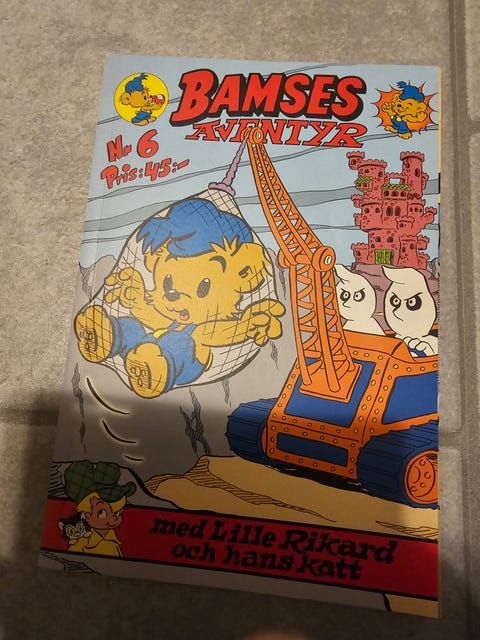 BAMSES
ÄVENTYR
Nr 6
Pris: 45:-
med Lille Rikard
och hans katt